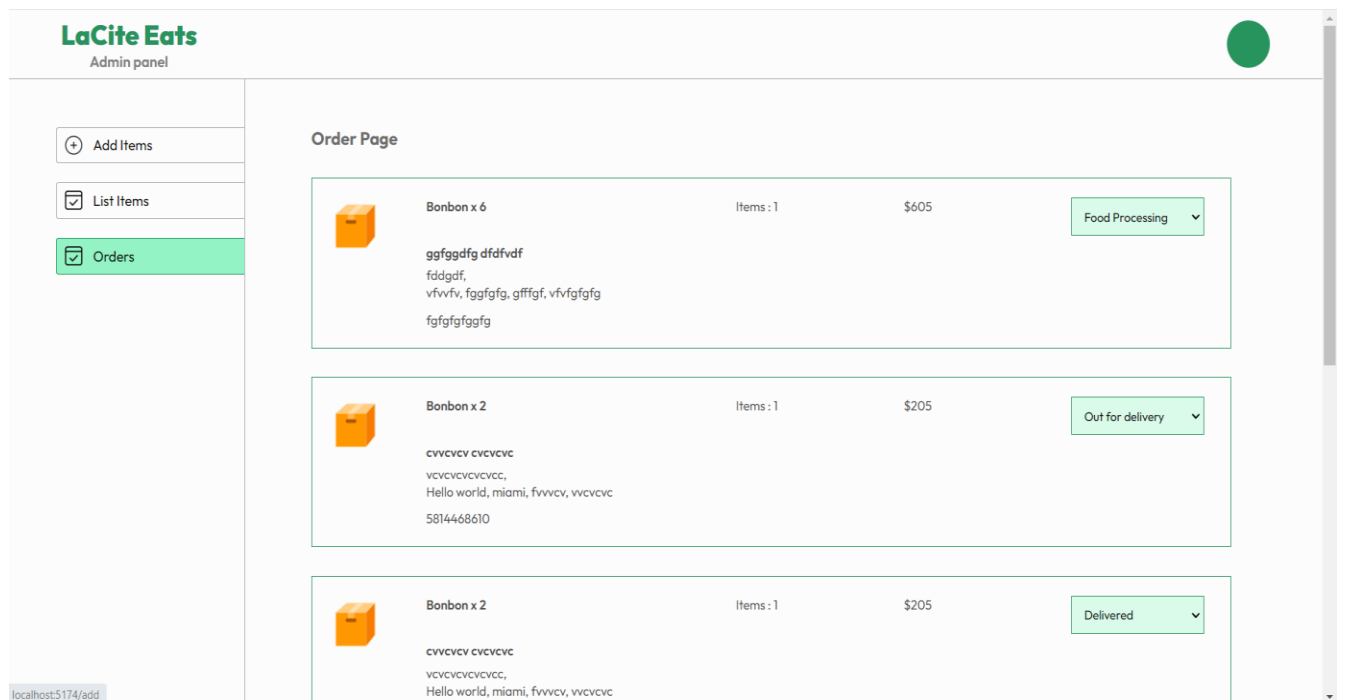 LaCite Eats
Admin panel
Add Items
List Items
Orders
Order Page
Bonbon x 6
Items : 1
$605
Food Processing
ggfggdfg dfdfvdf
fddgdf,
vfvvfv, fggfgfg, gfffgf, vfvfgfgfg
fgfgfgfggfg
Bonbon x 2
Items : 1
$205
Out for delivery
cvvcvcv cvcvcvc
vcvcvcvcvcvcc,
Hello world, miami, fvvvcv, vvcvcvc
5814468610
Bonbon x 2
Items : 1
$205
Delivered
cvvcvcv cvcvcvc
vcvcvcvcvcvcc,
Hello world, miami, fvvvcv, vvcvcvc
localhost:5174/add